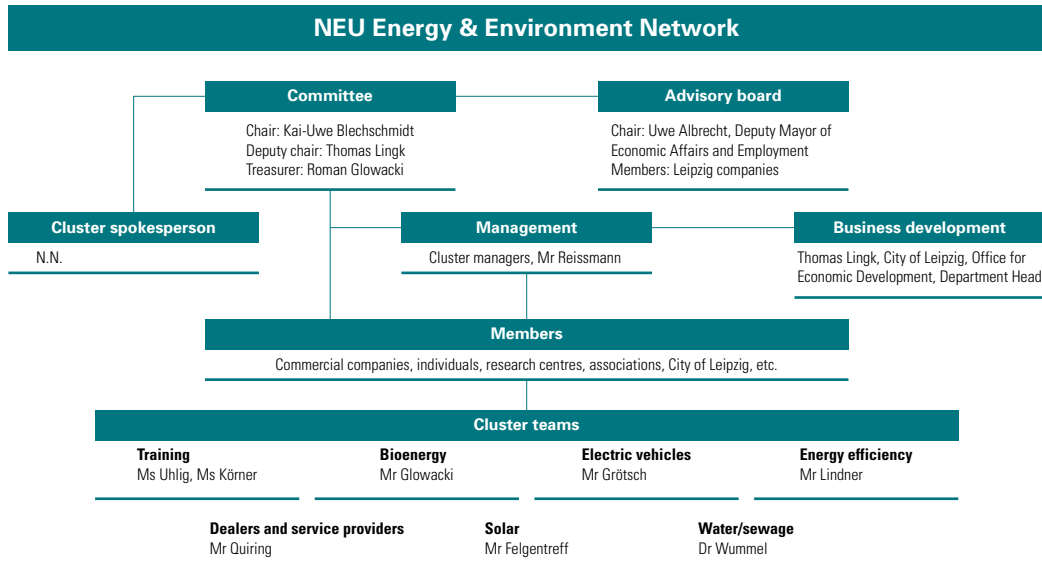 NEU Energy & Environment Network
Committee
Chair: Kai-Uwe Blechschmidt
Deputy chair: Thomas Lingk
Treasurer: Roman Glowacki
Advisory board
Chair: Uwe Albrecht, Deputy Mayor of
Economic Affairs and Employment
Members: Leipzig companies
Cluster spokesperson
N.N.
Management
Cluster managers, Mr Reissmann
Business development
Thomas Lingk, City of Leipzig, Office for
Economic Development, Department Head
Members
Commercial companies, individuals, research centres, associations, City of Leipzig, etc.
Cluster teams
Training
Ms Uhlig, Ms Körner
Bioenergy
Mr Glowacki
Electric vehicles
Mr Grötsch
Energy efficiency
Mr Lindner
Dealers and service providers
Mr Quiring
Solar
Mr Felgentreff
Water/sewage
Dr Wummel